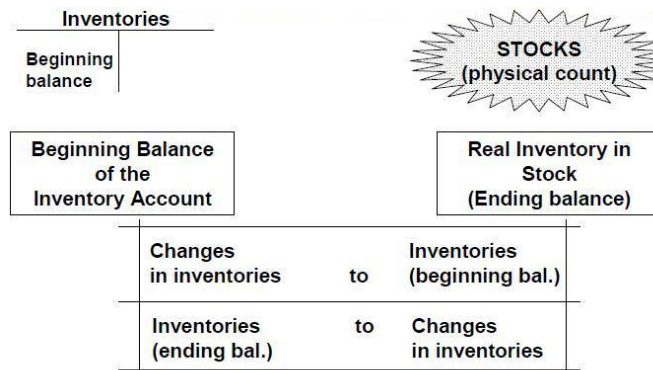 Inventories
Beginning
balance
STOCKS
(physical count)
Beginning Balance
of the
Inventory Account
Real Inventory in
Stock
(Ending balance)
Changes
in inventories to
Inventories
(beginning bal.)
Inventories
(ending bal.)
to
Changes
in inventories